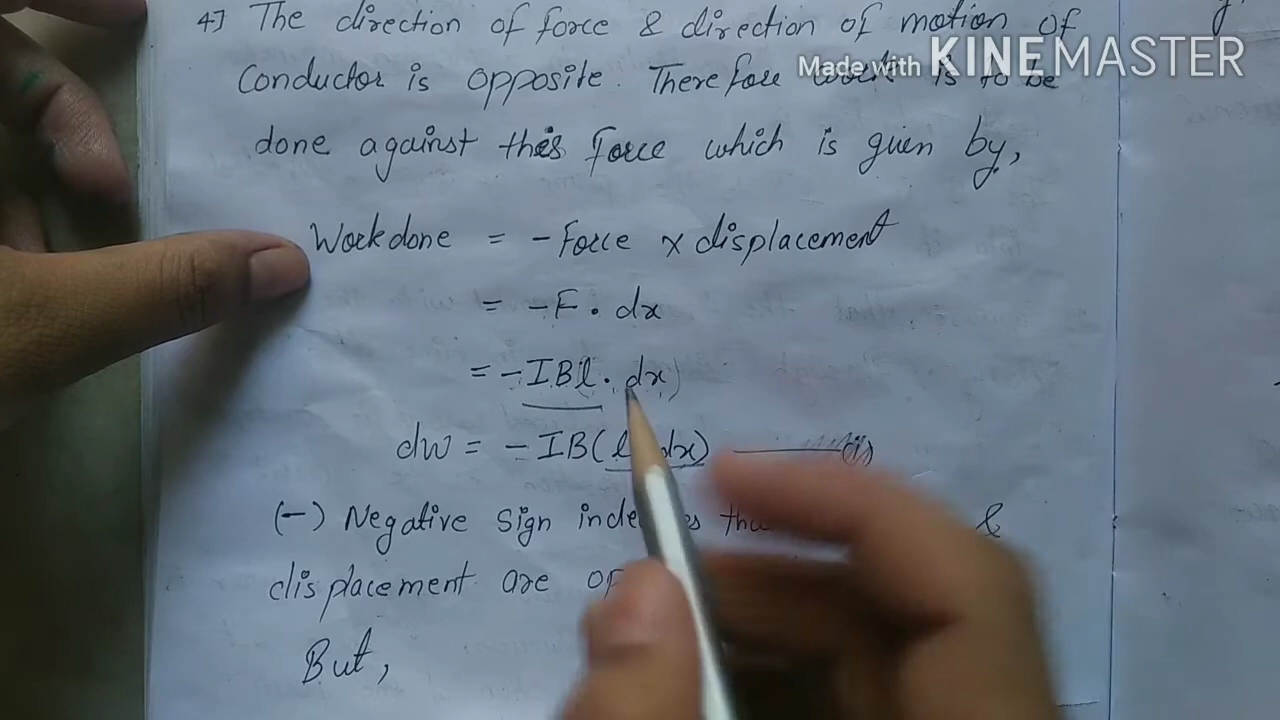 4] The direction of force & direction of motion of
Conductor is opposite. Therefore work is to be
Made with KINEMASTER
done against this Force which is given by,
Workdone = - Force × displacement
= - F . dx
= - IBl . dx)
dw = - IB(l dx)
(-) Negative sign &
displacement are
But,